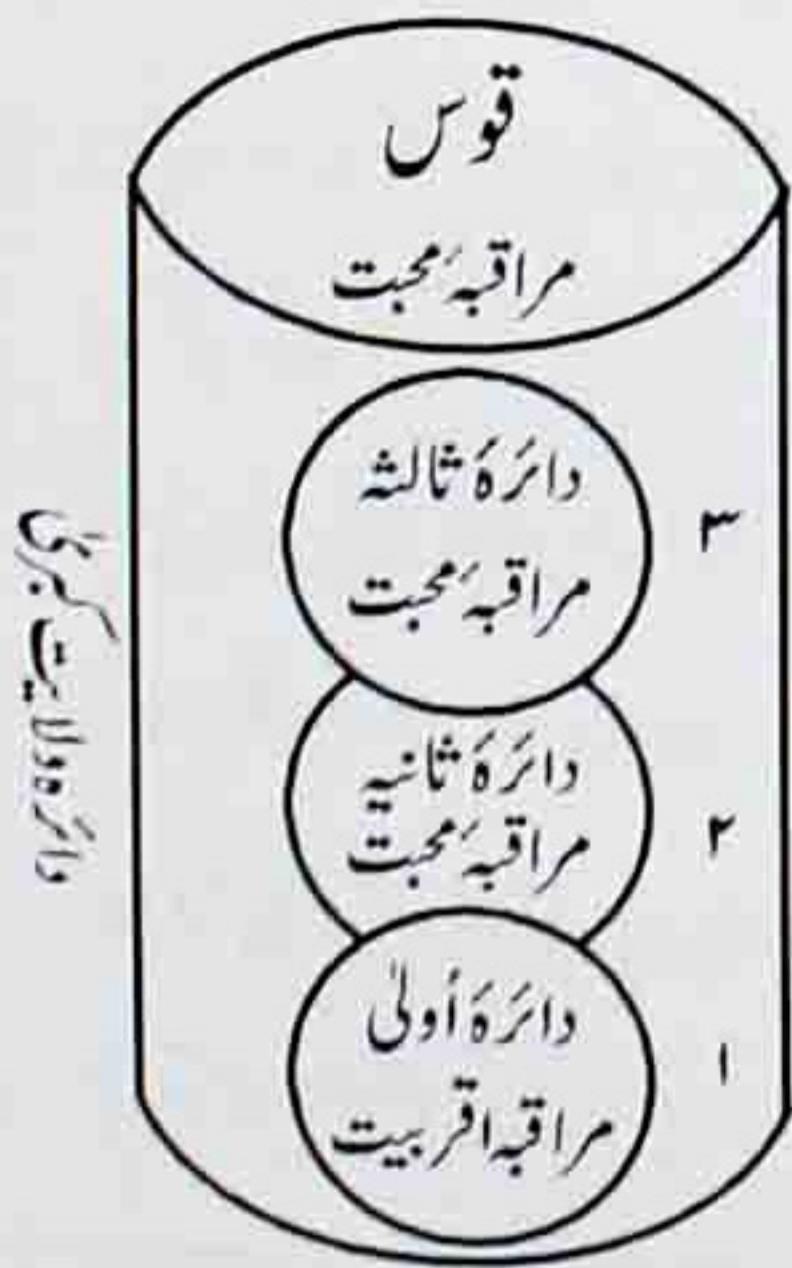 قوس
مراقبۂ محبت
دائرۂ ثالثہ
مراقبۂ محبت
۳
دائرۂ ثانیہ
مراقبۂ محبت
۲
دائرۂ أولیٰ
مراقبہ اقربیت
۱
دائرہ ولایت کبریٰ